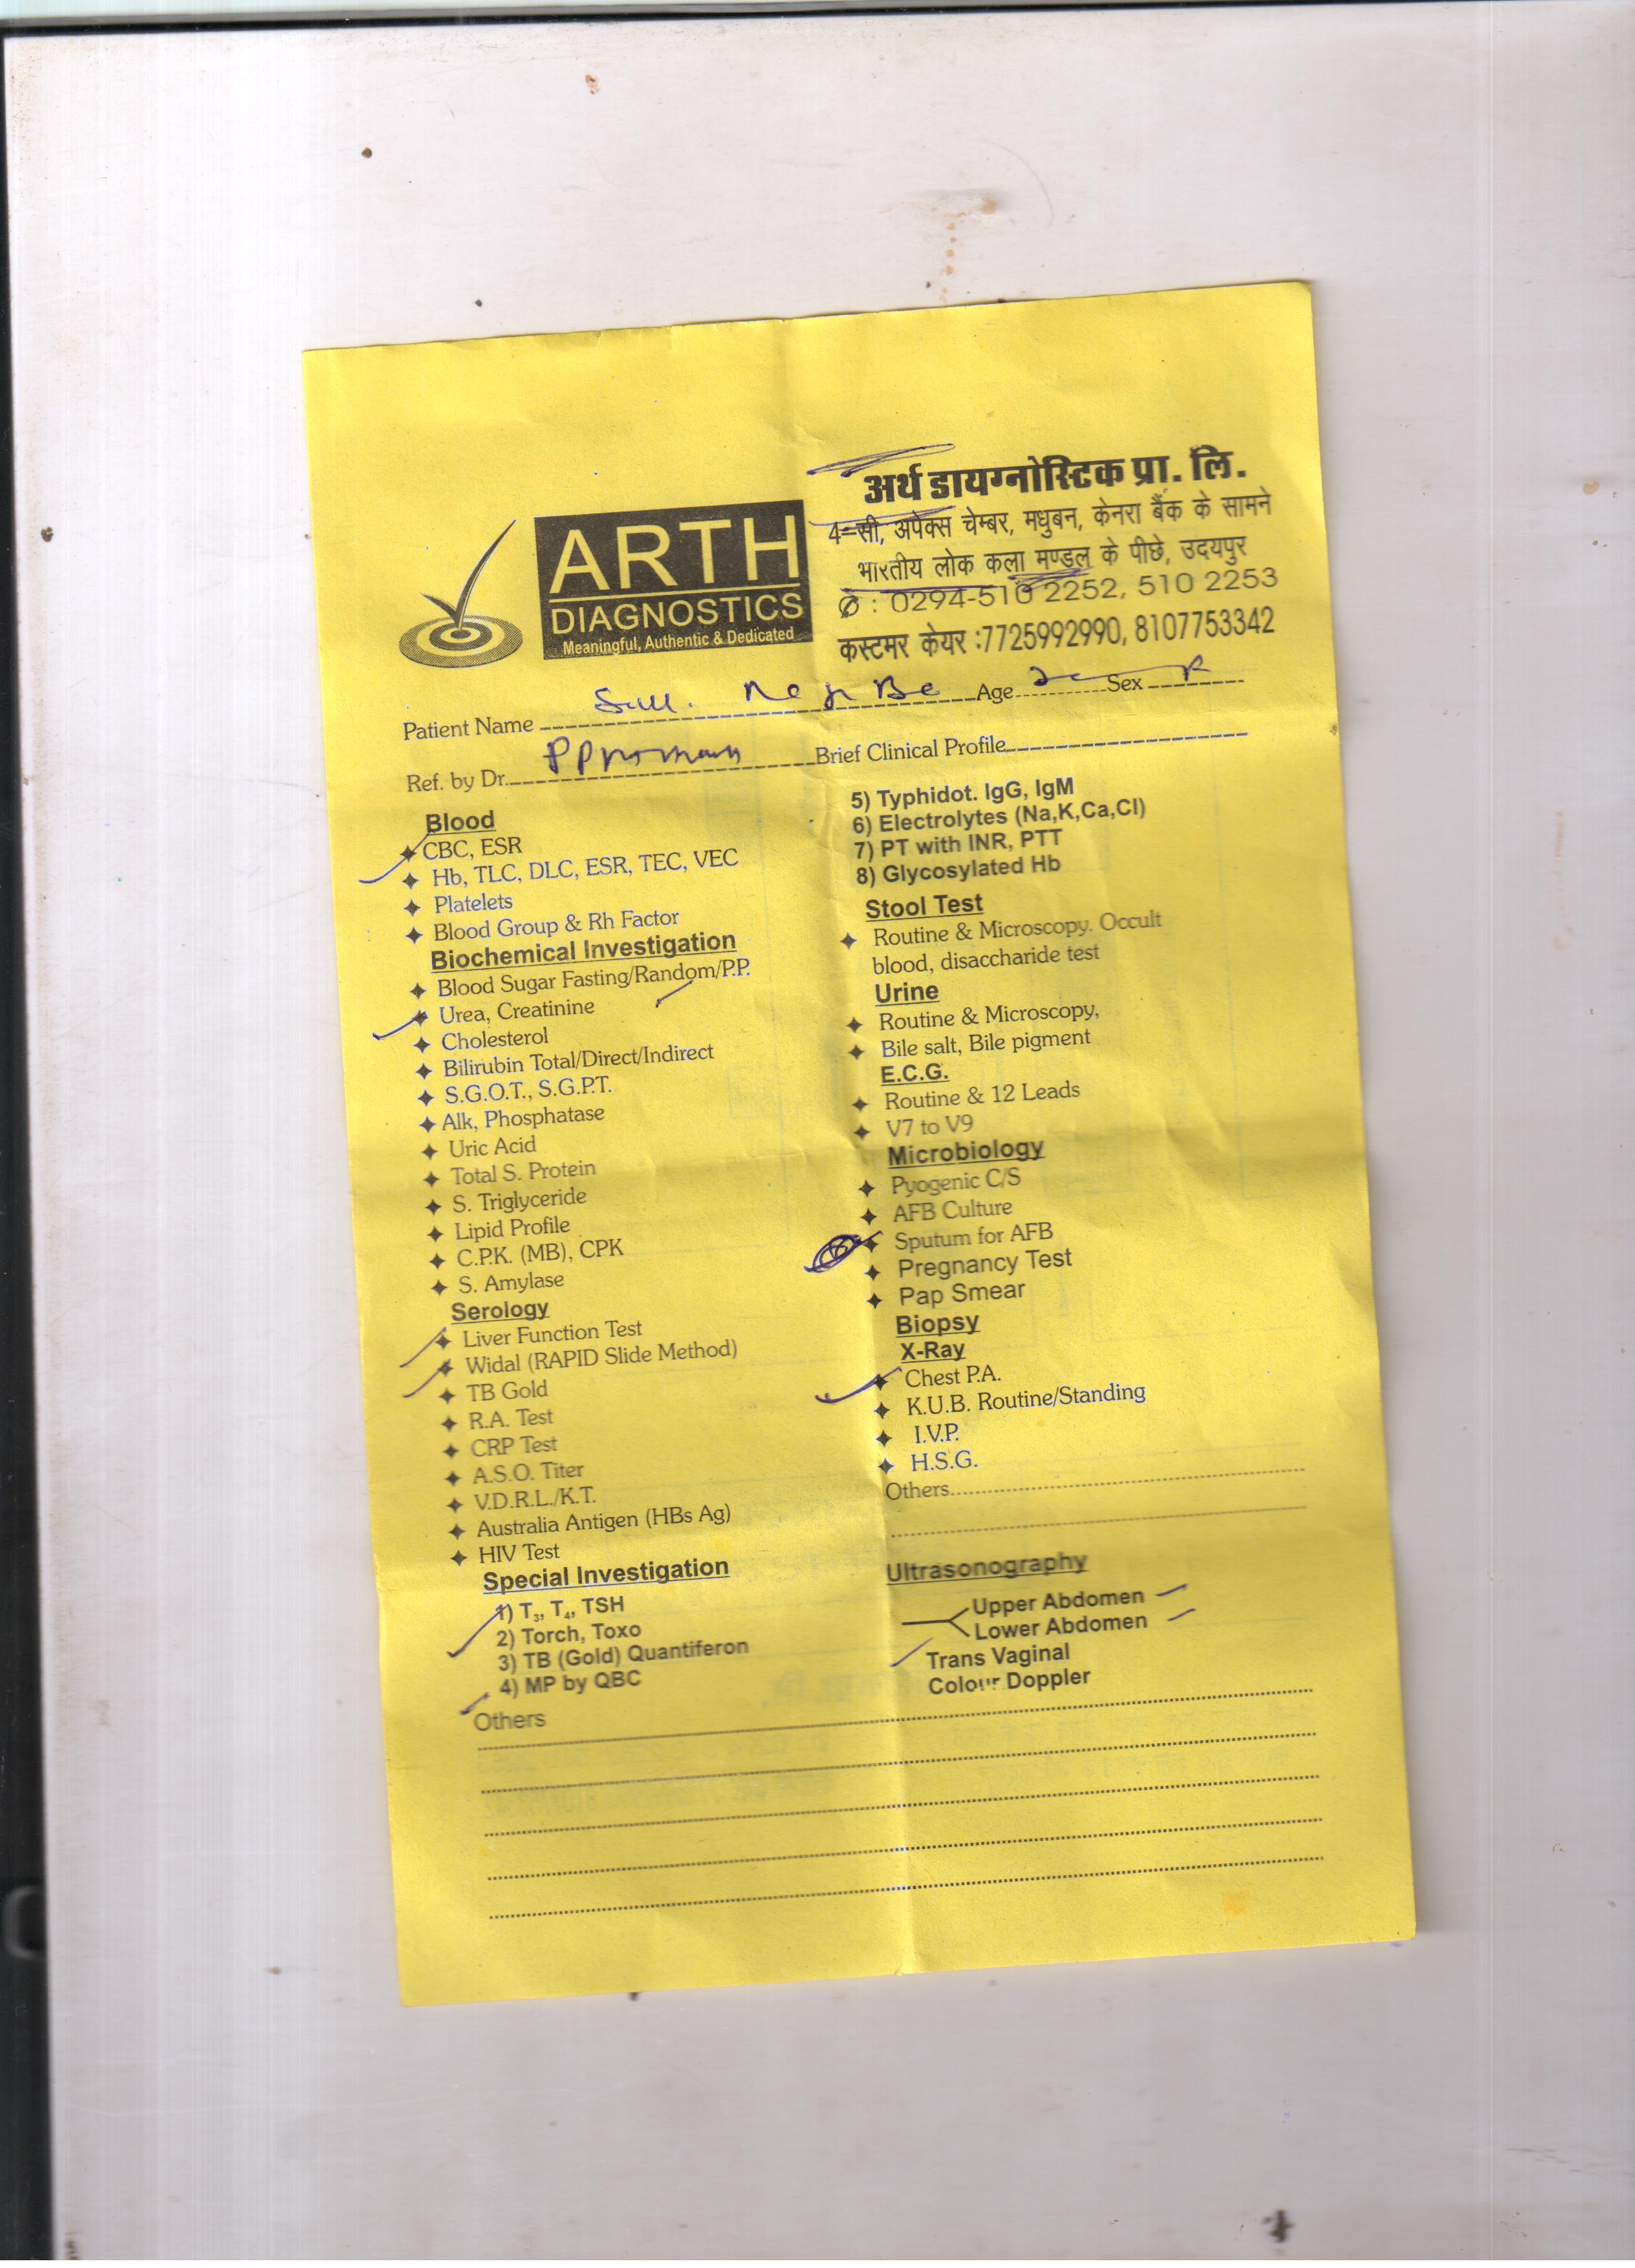 अर्थ डायग्नोस्टिक प्रा. लि.
4-सी, अपेक्स चेम्बर, मधुबन, केनरा बैंक के सामने
भारतीय लोक कला मण्डल के पीछे, उदयपुर
: 0294-510 2252, 510 2253
कस्टमर केयर :7725992990, 8107753342
ARTH
DIAGNOSTICS
Meaningful, Authentic & Dedicated
Patient Name Age Sex
Ref. by Dr. Brief Clinical Profile
Blood
CBC, ESR
Hb, TLC, DLC, ESR, TEC, VEC
Platelets
Blood Group & Rh Factor
Biochemical Investigation
Blood Sugar Fasting/Random/P.P.
Urea, Creatinine
Cholesterol
Bilirubin Total/Direct/Indirect
S.G.O.T., S.G.P.T.
Alk, Phosphatase
Uric Acid
Total S. Protein
S. Triglyceride
Lipid Profile
C.P.K. (MB), CPK
S. Amylase
Serology
Liver Function Test
Widal (RAPID Slide Method)
TB Gold
R.A. Test
CRP Test
A.S.O. Titer
V.D.R.L./K.T.
Australia Antigen (HBs Ag)
HIV Test
Special Investigation
1) T3, T4, TSH
2) Torch, Toxo
3) TB (Gold) Quantiferon
4) MP by QBC
Others
5) Typhidot. IgG, IgM
6) Electrolytes (Na,K,Ca,Cl)
7) PT with INR, PTT
8) Glycosylated Hb
Stool Test
Routine & Microscopy. Occult
blood, disaccharide test
Urine
Routine & Microscopy,
Bile salt, Bile pigment
E.C.G.
Routine & 12 Leads
V7 to V9
Microbiology
Pyogenic C/S
AFB Culture
Sputum for AFB
Pregnancy Test
Pap Smear
Biopsy
X-Ray
Chest P.A.
K.U.B. Routine/Standing
I.V.P.
H.S.G.
Others
Ultrasonography
Upper Abdomen
Lower Abdomen
Trans Vaginal
Colour Doppler